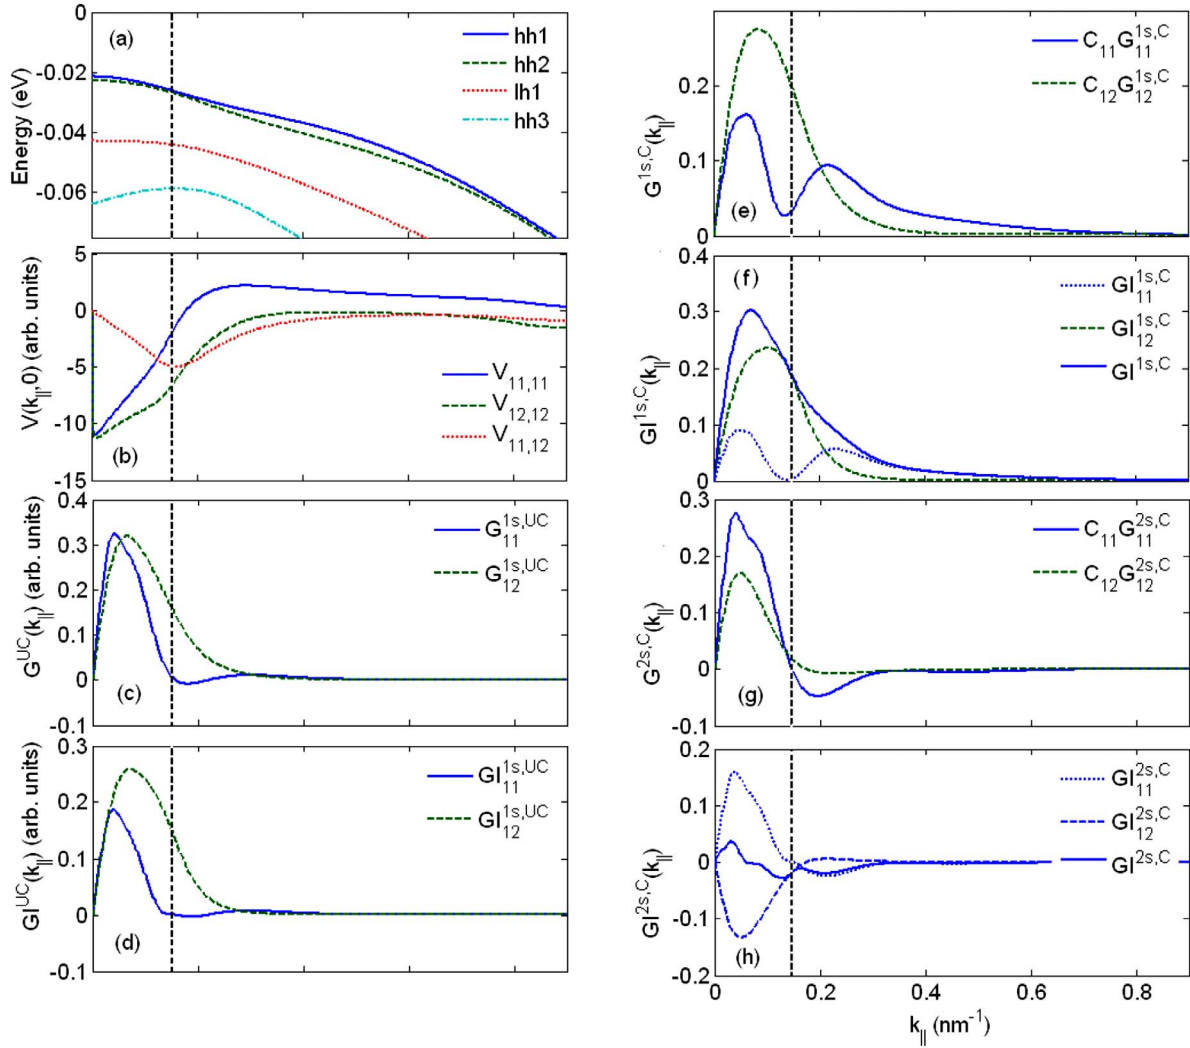 (a)
hh1
hh2
lh1
hh3
Energy (eV)
0
-0.02
-0.04
-0.06
(b)
V11,11
V12,12
V11,12
V(k||,0) (arb. units)
5
0
-5
-10
-15
(c)
G11^1s,UC
G12^1s,UC
G^UC(k||) (arb. units)
0.4
0.3
0.2
0.1
0
-0.1
(d)
GI11^1s,UC
GI12^1s,UC
GI^UC(k||) (arb. units)
0.3
0.2
0.1
0
-0.1
(e)
C11G11^1s,C
C12G12^1s,C
G^1s,C(k||)
0.2
0.1
0
(f)
GI11^1s,C
GI12^1s,C
GI^1s,C
GI^1s,C(k||)
0.4
0.3
0.2
0.1
0
(g)
C11G11^2s,C
C12G12^2s,C
G^2s,C(k||)
0.3
0.2
0.1
0
-0.1
(h)
GI11^2s,C
GI12^2s,C
GI^2s,C
GI^2s,C(k||)
0.2
0.1
0
-0.1
-0.2
0 0.2 0.4 0.6 0.8
k|| (nm^-1)